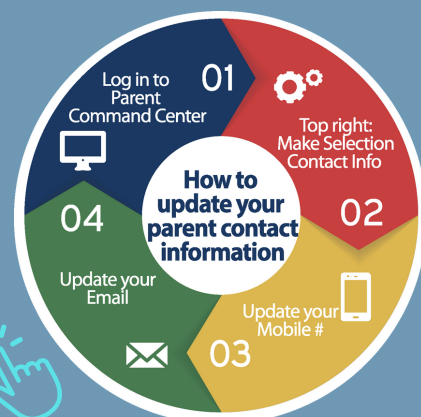 How to
update your
parent contact
information
01
Log in to
Parent
Command Center
02
Top right:
Make Selection
Contact Info
03
Update your
Mobile #
04
Update your
Email